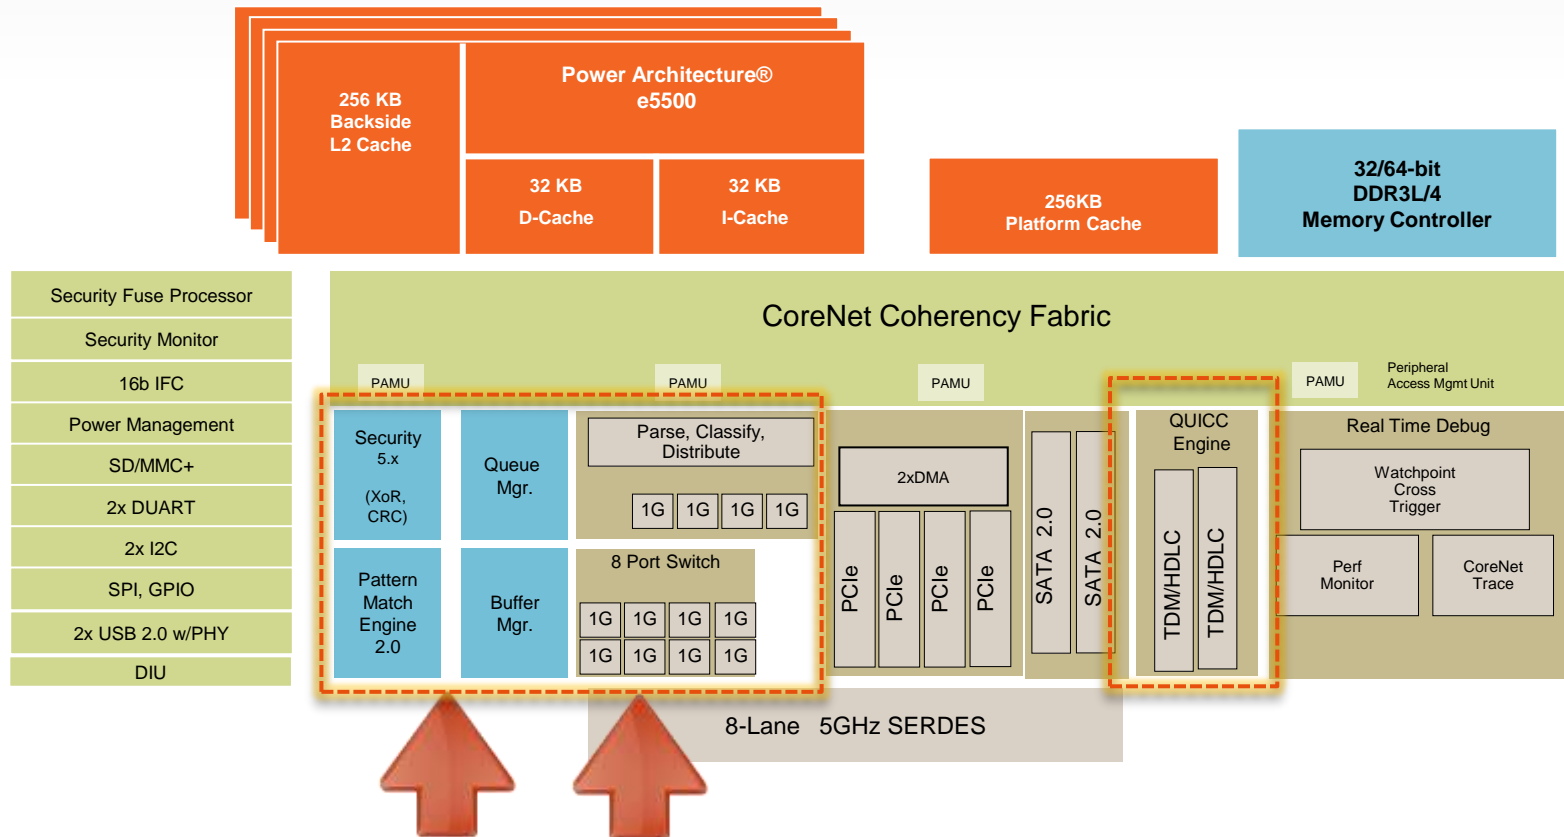 Power Architecture®
e5500
256 KB
Backside
L2 Cache
32 KB
D-Cache
32 KB
I-Cache
256KB
Platform Cache
32/64-bit
DDR3L/4
Memory Controller
Security Fuse Processor
Security Monitor
16b IFC
Power Management
SD/MMC+
2x DUART
2x I2C
SPI, GPIO
2x USB 2.0 w/PHY
DIU
CoreNet Coherency Fabric
PAMU
PAMU
PAMU
PAMU
Peripheral
Access Mgmt Unit
Security
5.x
(XoR,
CRC)
Queue
Mgr.
Pattern
Match
Engine
2.0
Buffer
Mgr.
Parse, Classify,
Distribute
1G 1G 1G 1G
8 Port Switch
1G 1G 1G 1G
1G 1G 1G 1G
2xDMA
PCIe
PCIe
PCIe
PCIe
SATA 2.0
SATA 2.0
QUICC
Engine
TDM/HDLC
TDM/HDLC
Real Time Debug
Watchpoint
Cross
Trigger
Perf
Monitor
CoreNet
Trace
8-Lane 5GHz SERDES